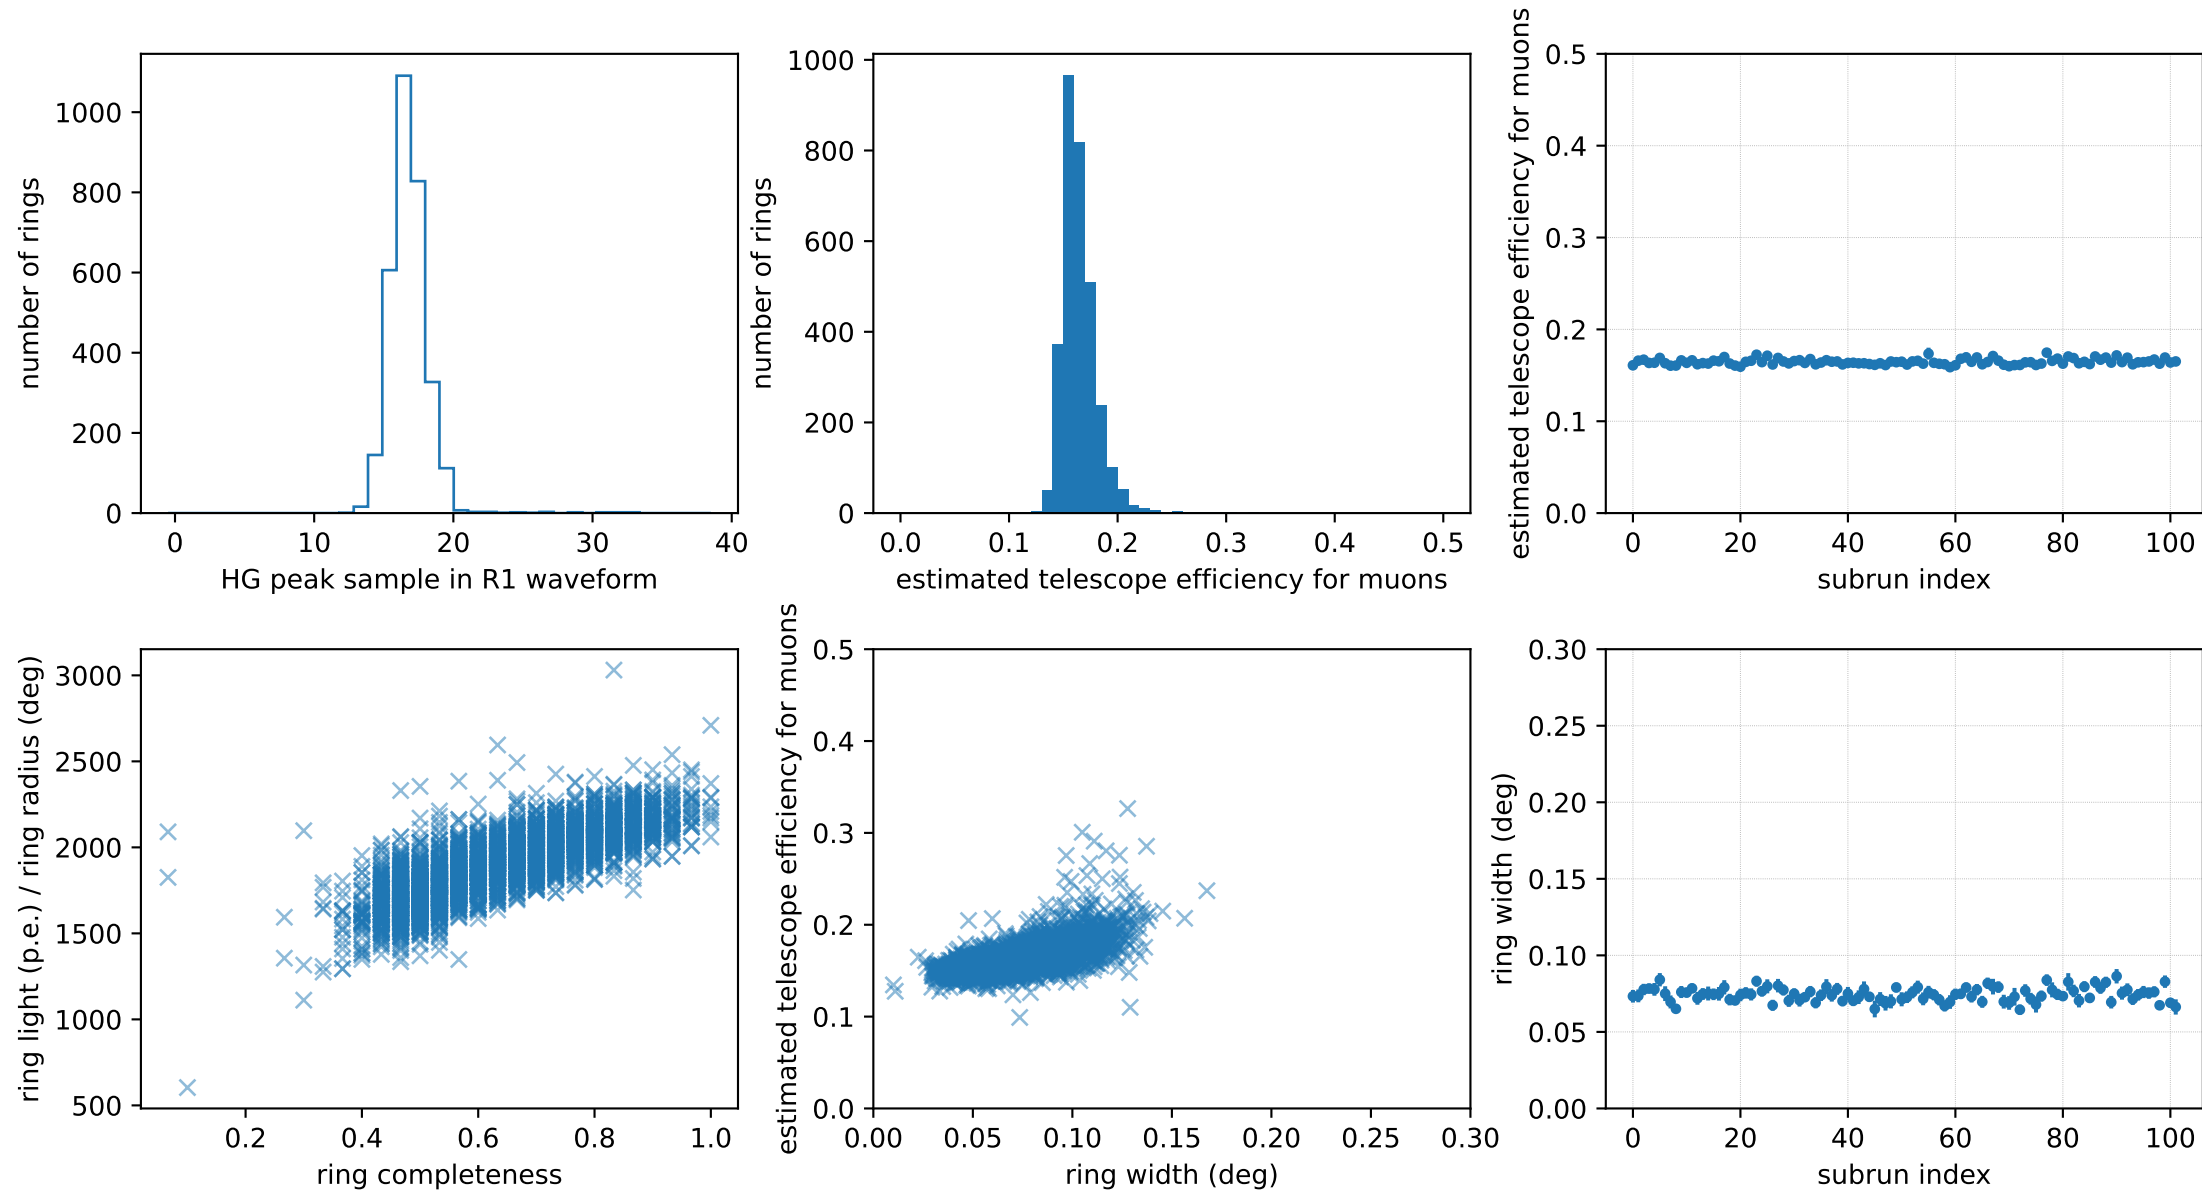 number of rings
1000
800
600
400
200
0
0 10 20 30 40
HG peak sample in R1 waveform
number of rings
1000
800
600
400
200
0
0.0 0.1 0.2 0.3 0.4 0.5
estimated telescope efficiency for muons
estimated telescope efficiency for muons
0.5
0.4
0.3
0.2
0.1
0.0
0 20 40 60 80 100
subrun index
ring light (p.e.) / ring radius (deg)
3000
2500
2000
1500
1000
500
0.2 0.4 0.6 0.8 1.0
ring completeness
estimated telescope efficiency for muons
0.5
0.4
0.3
0.2
0.1
0.0
0.00 0.05 0.10 0.15 0.20 0.25 0.30
ring width (deg)
ring width (deg)
0.30
0.25
0.20
0.15
0.10
0.05
0.00
0 20 40 60 80 100
subrun index